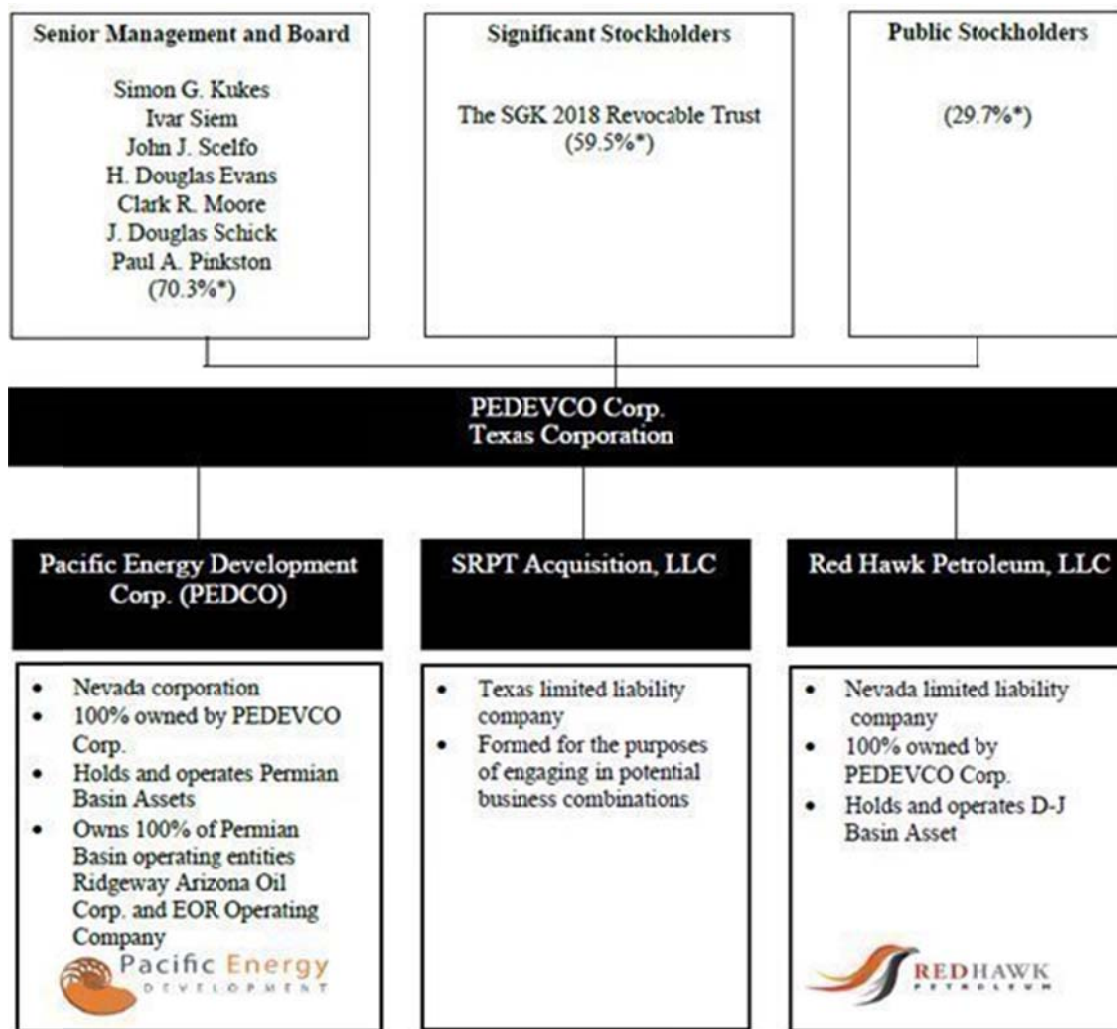 Senior Management and Board
Simon G. Kukes
Ivar Siem
John J. Scelfo
H. Douglas Evans
Clark R. Moore
J. Douglas Schick
Paul A. Pinkston
(70.3%*)
Significant Stockholders
The SGK 2018 Revocable Trust
(59.5%*)
Public Stockholders
(29.7%*)
PEDEVCO Corp.
Texas Corporation
Pacific Energy Development
Corp. (PEDCO)
• Nevada corporation
• 100% owned by PEDEVCO
Corp.
• Holds and operates Permian
Basin Assets
• Owns 100% of Permian
Basin operating entities
Ridgeway Arizona Oil
Corp. and EOR Operating
Company
Pacific Energy
DEVELOPMENT
SRPT Acquisition, LLC
• Texas limited liability
company
• Formed for the purposes
of engaging in potential
business combinations
Red Hawk Petroleum, LLC
• Nevada limited liability
company
• 100% owned by
PEDEVCO Corp.
• Holds and operates D-J
Basin Asset
REDHAWK
PETROLEUM